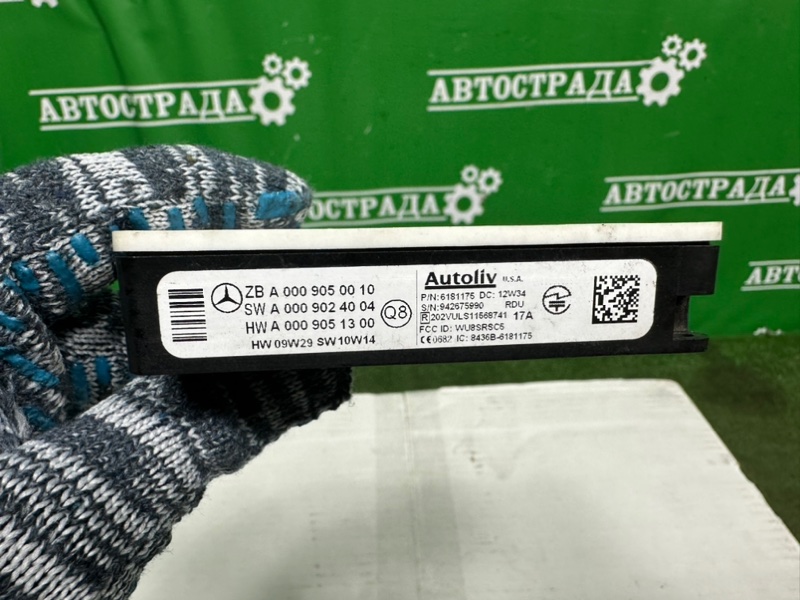 АВТОСТРАДА
АВТОСТРАДА
АВТОСТРАДА
АВТОСТРАДА
ZB A 000 905 00 10
SW A 000 902 40 04
HW A 000 905 13 00
HW 09W29 SW 10W14
Q8
Autoliv U.S.A.
P/N: 6181175 DC: 12W34
S/N: 942675990 RDU
R 202VULS11568741 17A
FCC ID: WU8SRSC5
CE0682 IC: 8436B-6181175